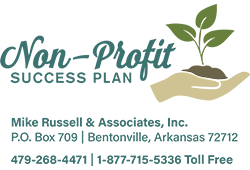 Non-Profit
SUCCESS PLAN
Mike Russell & Associates, Inc.
P.O. Box 709 | Bentonville, Arkansas 72712
479-268-4471 | 1-877-715-5336 Toll Free